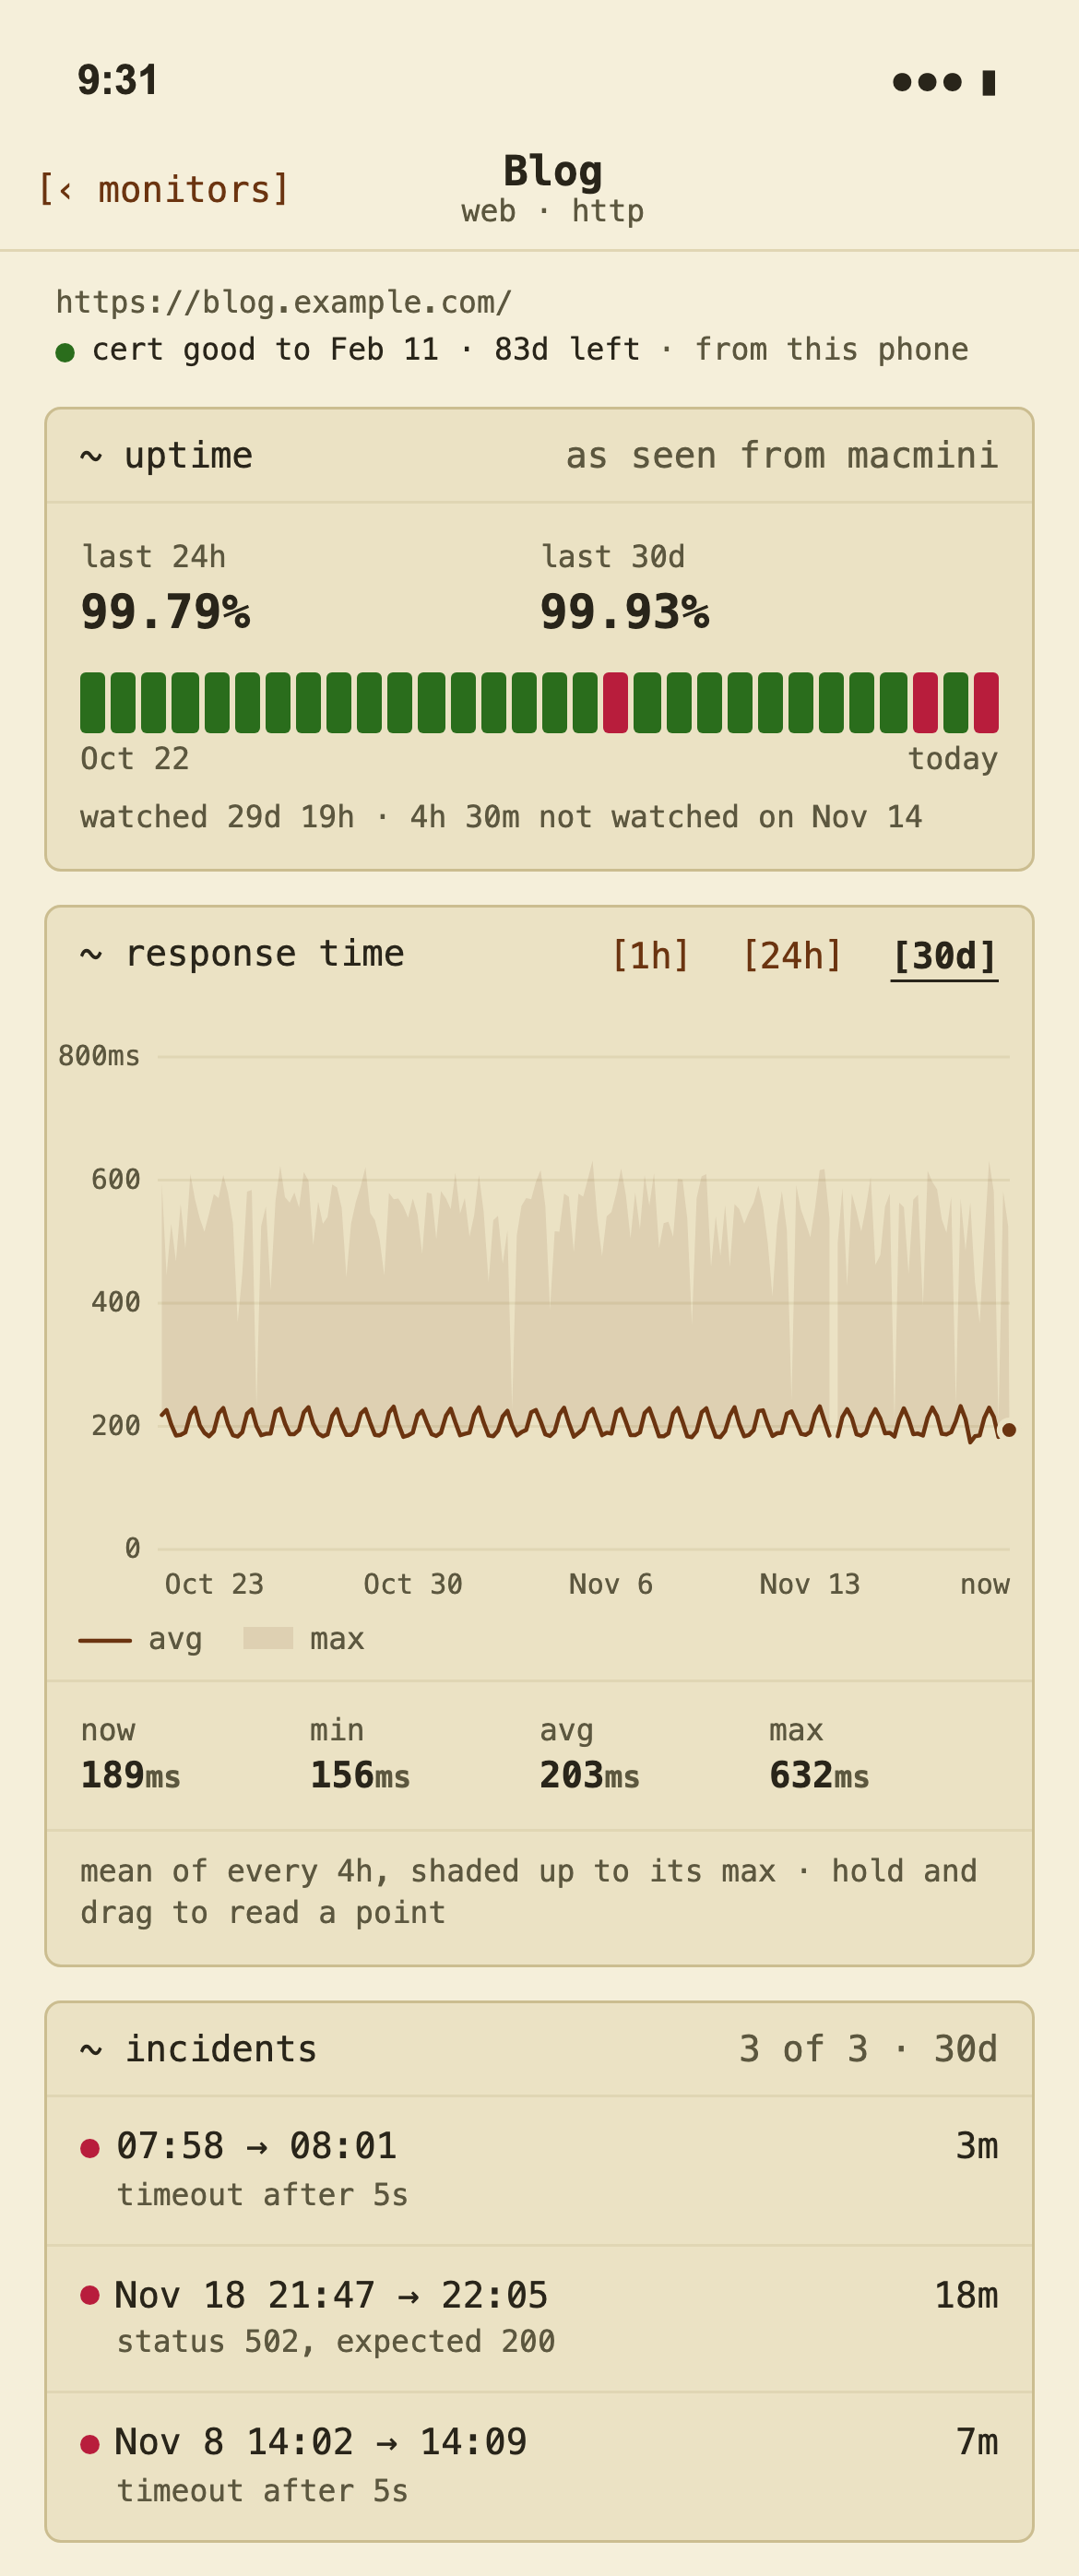 9:31
[‹ monitors]
Blog
web · http
https://blog.example.com/
cert good to Feb 11 · 83d left · from this phone
~ uptime
as seen from macmini
last 24h
last 30d
99.79%
99.93%
Oct 22
today
watched 29d 19h · 4h 30m not watched on Nov 14
~ response time
[1h] [24h] [30d]
800ms
600
400
200
0
Oct 23
Oct 30
Nov 6
Nov 13
now
avg
max
now
min
avg
max
189ms
156ms
203ms
632ms
mean of every 4h, shaded up to its max · hold and
drag to read a point
~ incidents
3 of 3 · 30d
07:58 → 08:01
3m
timeout after 5s
Nov 18 21:47 → 22:05
18m
status 502, expected 200
Nov 8 14:02 → 14:09
7m
timeout after 5s